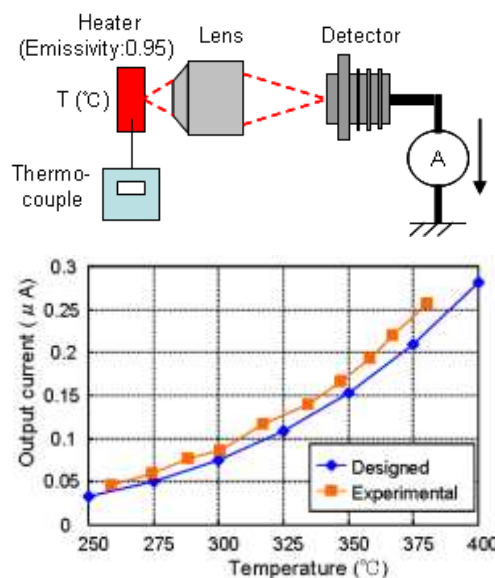 Heater
(Emissivity:0.95)
Lens
Detector
T (℃)
Thermo-
couple
A
Output current (μA)
0.3
0.25
0.2
0.15
0.1
0.05
0
250
275
300
325
350
375
400
Designed
Experimental
Temperature(℃)